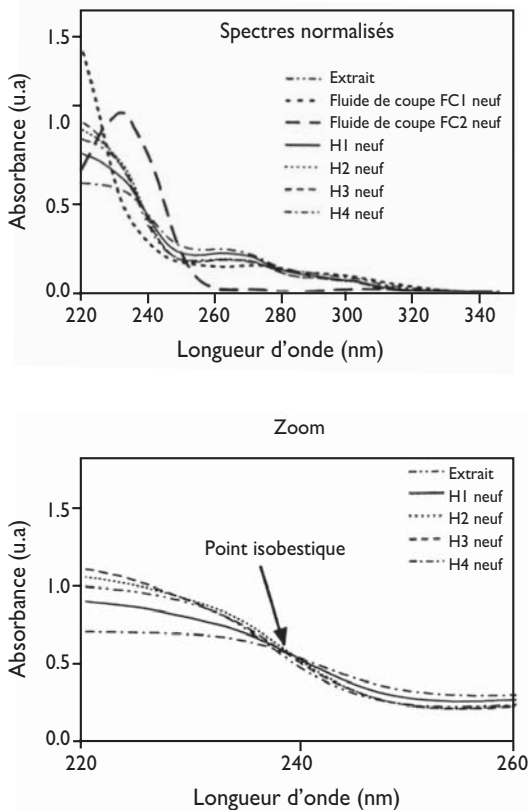 Spectres normalisés
Absorbance (u.a)
1.5
1.0
0.5
0.0
Extrait
Fluide de coupe FC1 neuf
Fluide de coupe FC2 neuf
H1 neuf
H2 neuf
H3 neuf
H4 neuf
220 240 260 280 300 320 340
Longueur d'onde (nm)
Zoom
Absorbance (u.a)
1.5
1.0
0.5
0.0
Extrait
H1 neuf
H2 neuf
H3 neuf
H4 neuf
Point isobestique
220 240 260
Longueur d'onde (nm)